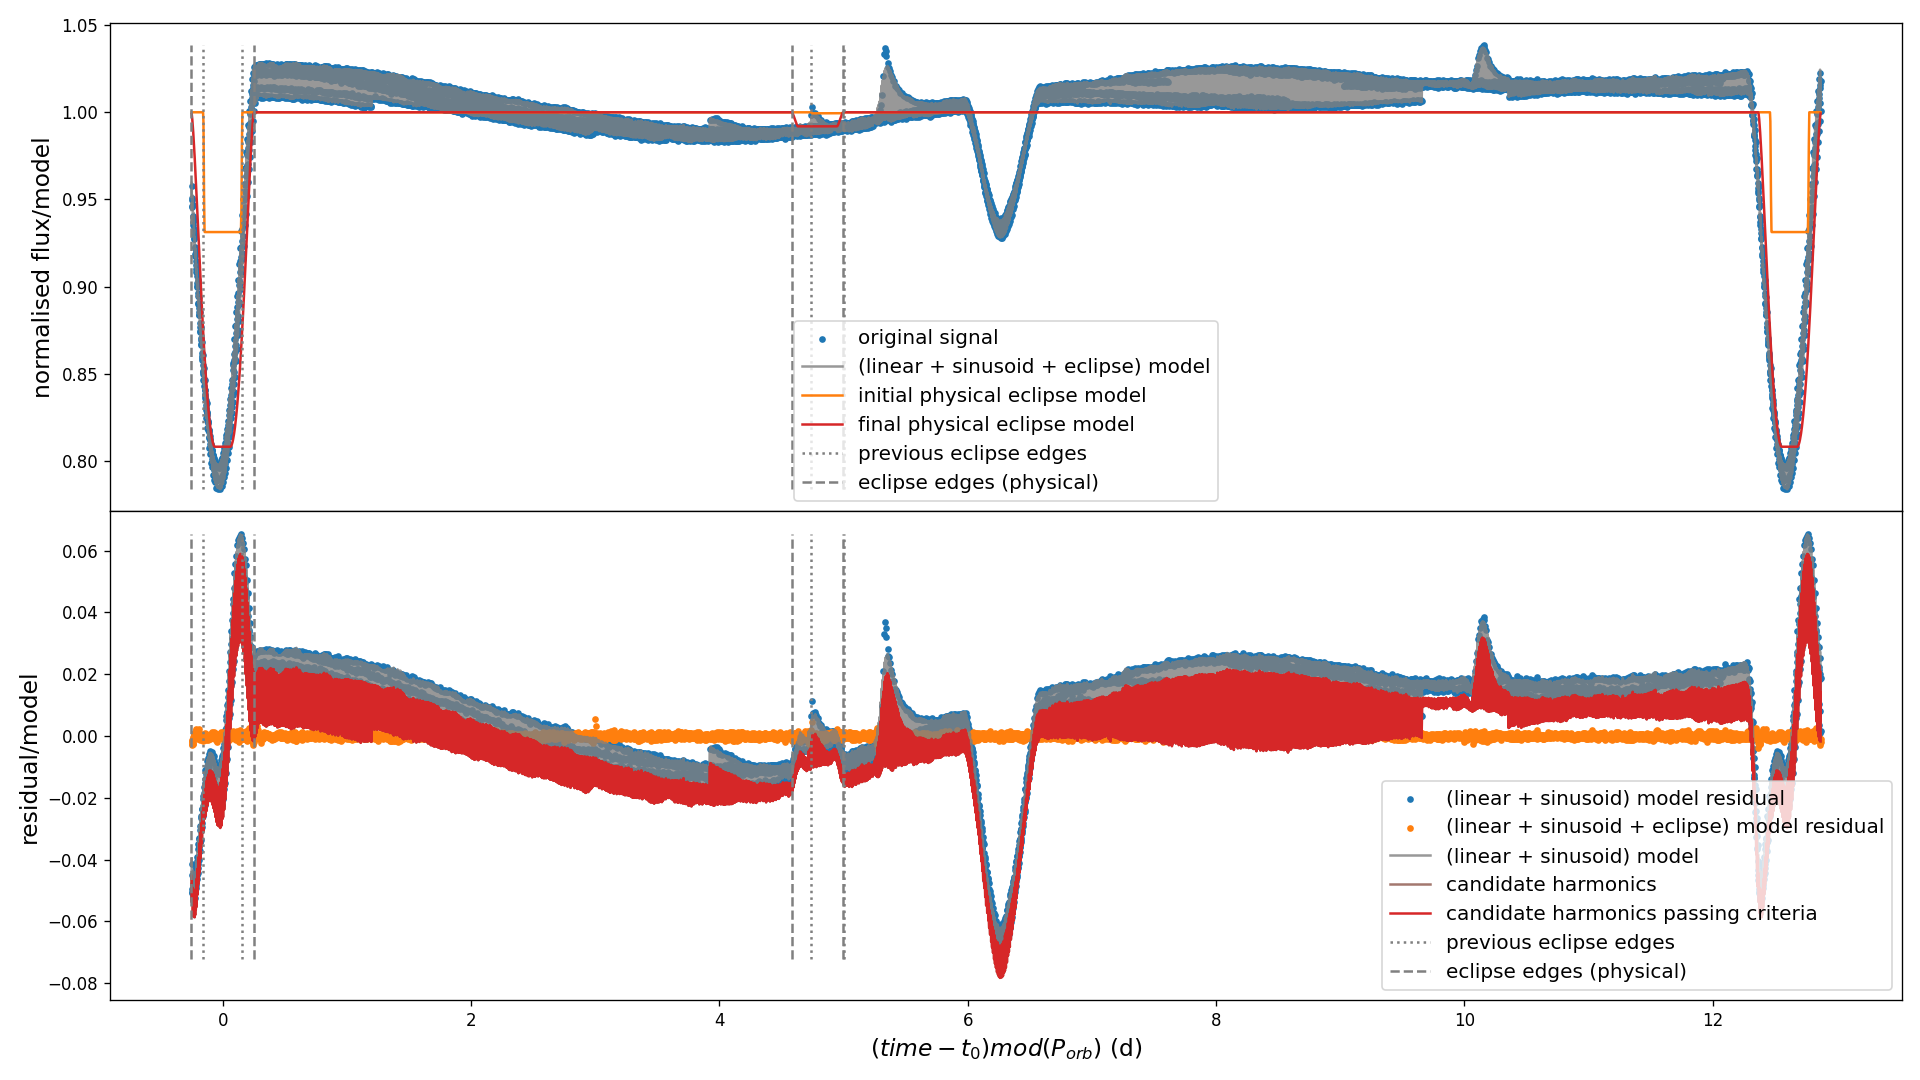 1.05
1.00
0.95
0.90
0.85
0.80
normalised flux/model
original signal
(linear + sinusoid + eclipse) model
initial physical eclipse model
final physical eclipse model
previous eclipse edges
eclipse edges (physical)
0.06
0.04
0.02
0.00
−0.02
−0.04
−0.06
−0.08
residual/model
(linear + sinusoid) model residual
(linear + sinusoid + eclipse) model residual
(linear + sinusoid) model
candidate harmonics
candidate harmonics passing criteria
previous eclipse edges
eclipse edges (physical)
0 2 4 6 8 10 12
(time − t₀)mod(Pₒᵣb) (d)